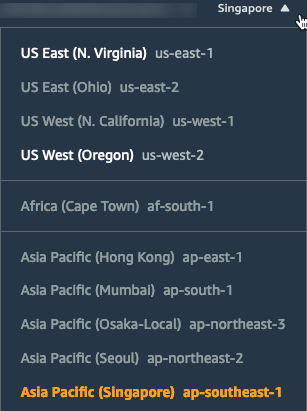 Singapore ▲
US East (N. Virginia) us-east-1
US East (Ohio) us-east-2
US West (N. California) us-west-1
US West (Oregon) us-west-2
Africa (Cape Town) af-south-1
Asia Pacific (Hong Kong) ap-east-1
Asia Pacific (Mumbai) ap-south-1
Asia Pacific (Osaka-Local) ap-northeast-3
Asia Pacific (Seoul) ap-northeast-2
Asia Pacific (Singapore) ap-southeast-1